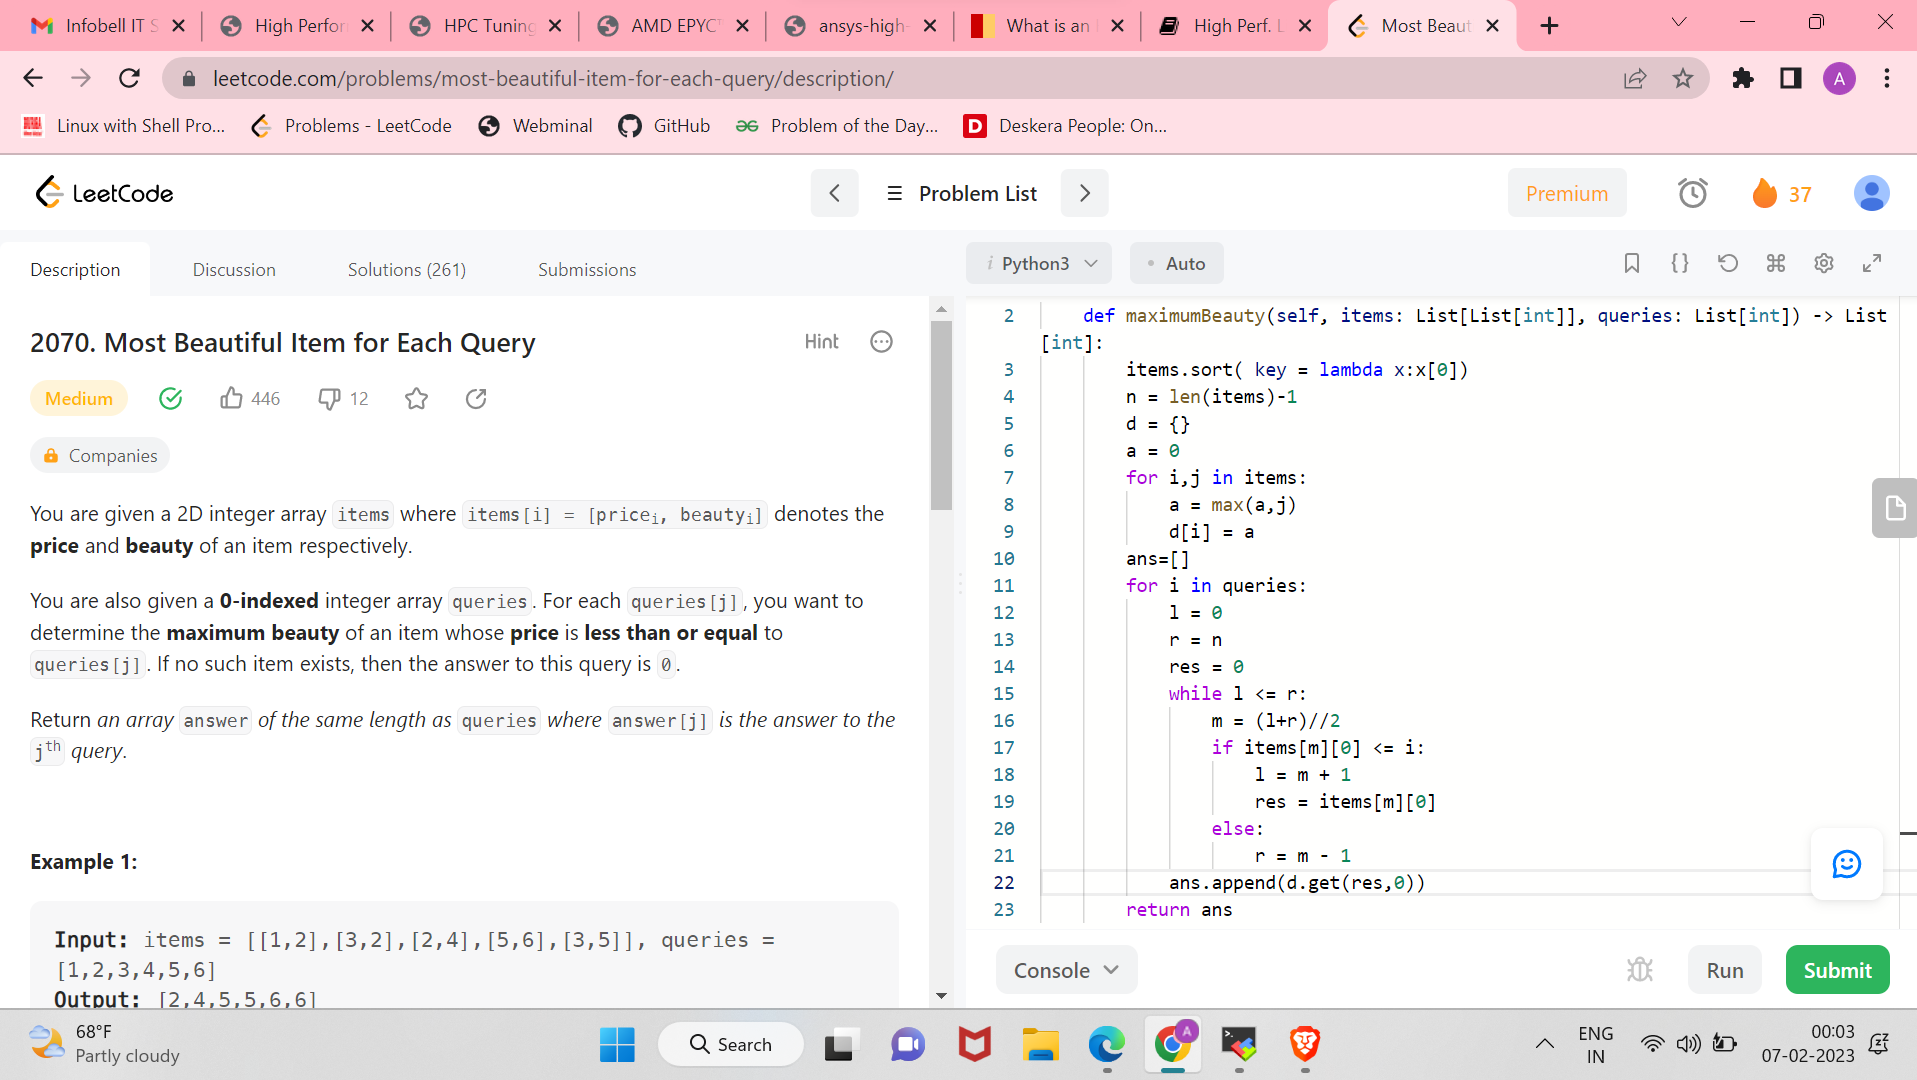 Infobell IT S
High Perfor
HPC Tuning
AMD EPYC
ansys-high-
What is an
High Perf. L
Most Beaut
leetcode.com/problems/most-beautiful-item-for-each-query/description/
A
Linux with Shell Pro...
Problems - LeetCode
Webminal
GitHub
Problem of the Day...
D
Deskera People: On...
LeetCode
Problem List
Premium
37
Description
Discussion
Solutions (261)
Submissions
i Python3
• Auto
2070. Most Beautiful Item for Each Query
Hint
Medium
446
12
Companies
You are given a 2D integer array items where items[i] = [priceᵢ, beautyᵢ] denotes the
price and beauty of an item respectively.
You are also given a 0-indexed integer array queries. For each queries[j], you want to
determine the maximum beauty of an item whose price is less than or equal to
queries[j]. If no such item exists, then the answer to this query is 0.
Return an array answer of the same length as queries where answer[j] is the answer to the
jᵗʰ query.
Example 1:
Input: items = [[1,2],[3,2],[2,4],[5,6],[3,5]], queries =
[1,2,3,4,5,6]
Output: [2,4,5,5,6,6]
2 def maximumBeauty(self, items: List[List[int]], queries: List[int]) -> List
[int]:
3 items.sort( key = lambda x:x[0])
4 n = len(items)-1
5 d = {}
6 a = 0
7 for i,j in items:
8 a = max(a,j)
9 d[i] = a
10 ans=[]
11 for i in queries:
12 l = 0
13 r = n
14 res = 0
15 while l <= r:
16 m = (l+r)//2
17 if items[m][0] <= i:
18 l = m + 1
19 res = items[m][0]
20 else:
21 r = m - 1
22 ans.append(d.get(res,0))
23 return ans
Console
Run
Submit
68°F
Partly cloudy
Search
A
ENG
IN
00:03
07-02-2023